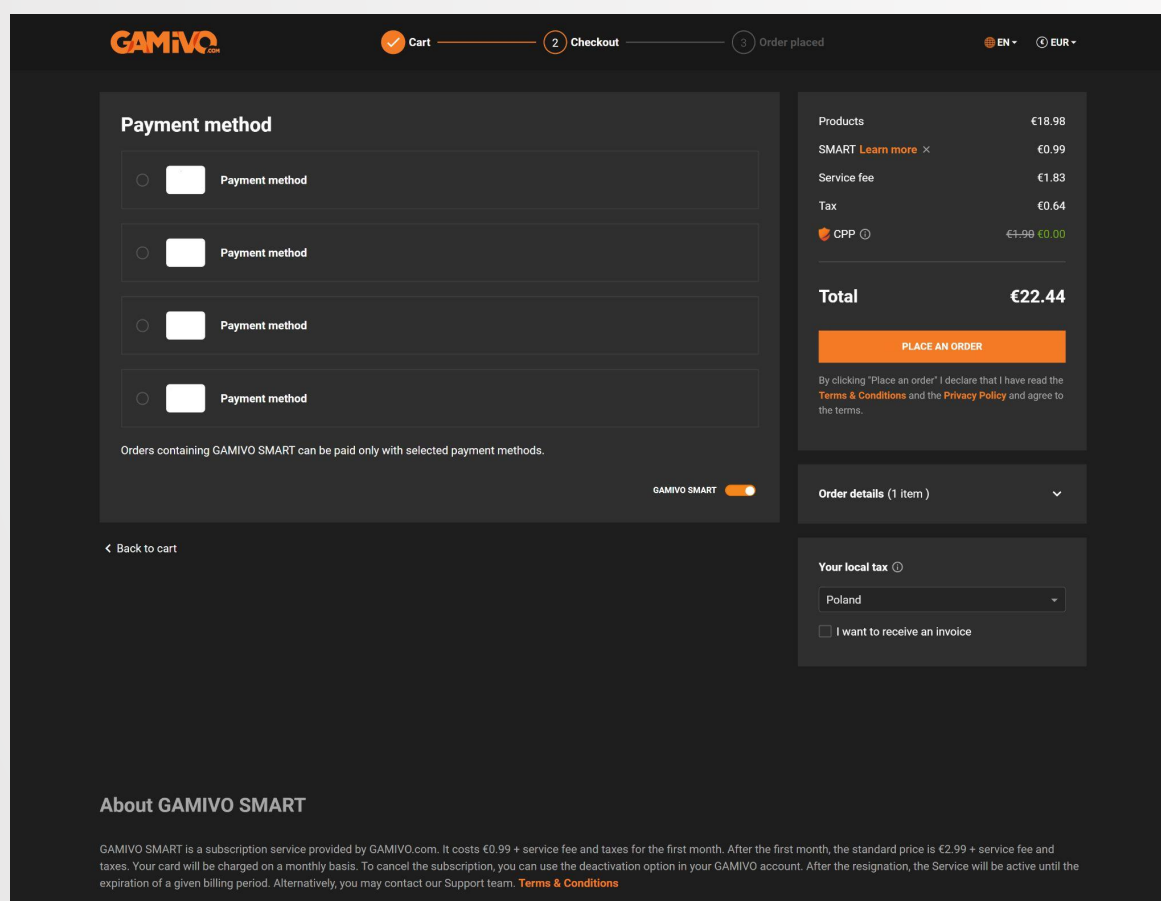 GAMIVO.COM
Cart
2 Checkout
3 Order placed
EN
€ EUR
Payment method
Payment method
Payment method
Payment method
Payment method
Orders containing GAMIVO SMART can be paid only with selected payment methods.
GAMIVO SMART
Back to cart
Products €18.98
SMART Learn more × €0.99
Service fee €1.83
Tax €0.64
CPP €1.90 €0.00
Total €22.44
PLACE AN ORDER
By clicking "Place an order" I declare that I have read the
Terms & Conditions and the Privacy Policy and agree to
the terms.
Order details (1 item )
Your local tax
Poland
I want to receive an invoice
About GAMIVO SMART
GAMIVO SMART is a subscription service provided by GAMIVO.com. It costs €0.99 + service fee and taxes for the first month. After the first month, the standard price is €2.99 + service fee and
taxes. Your card will be charged on a monthly basis. To cancel the subscription, you can use the deactivation option in your GAMIVO account. After the resignation, the Service will be active until the
expiration of a given billing period. Alternatively, you may contact our Support team. Terms & Conditions